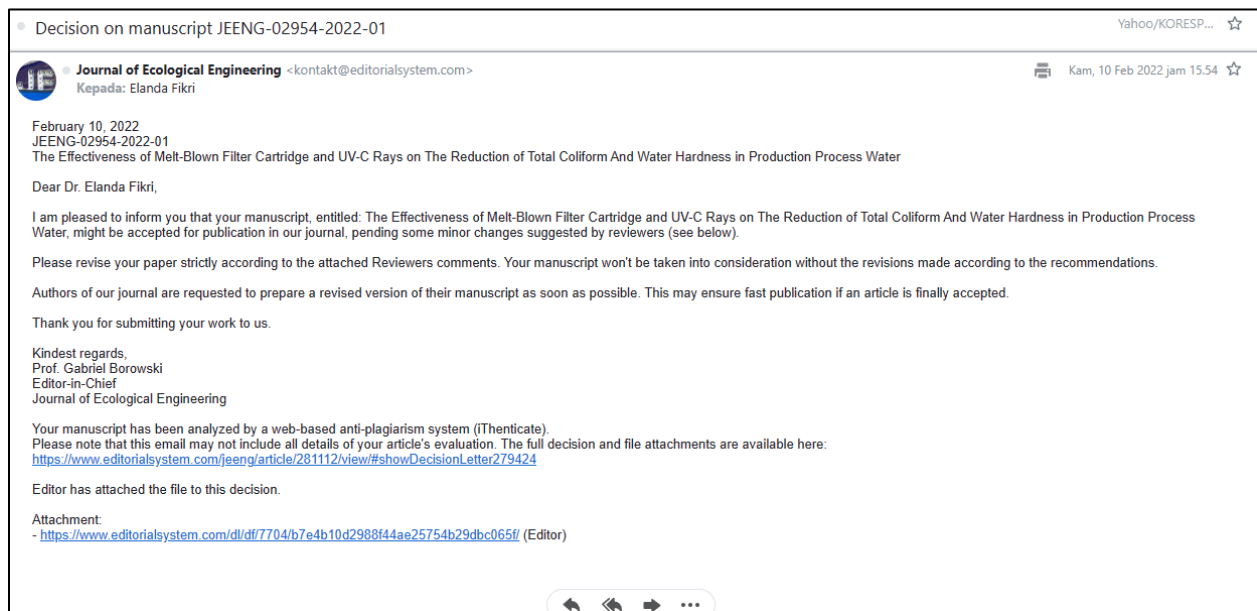 Decision on manuscript JEENG-02954-2022-01
Yahoo/KORESP...
Journal of Ecological Engineering <kontakt@editorialsystem.com>
Kam, 10 Feb 2022 jam 15.54
Kepada: Elanda Fikri
February 10, 2022
JEENG-02954-2022-01
The Effectiveness of Melt-Blown Filter Cartridge and UV-C Rays on The Reduction of Total Coliform And Water Hardness in Production Process Water
Dear Dr. Elanda Fikri,
I am pleased to inform you that your manuscript, entitled: The Effectiveness of Melt-Blown Filter Cartridge and UV-C Rays on The Reduction of Total Coliform And Water Hardness in Production Process
Water, might be accepted for publication in our journal, pending some minor changes suggested by reviewers (see below).
Please revise your paper strictly according to the attached Reviewers comments. Your manuscript won't be taken into consideration without the revisions made according to the recommendations.
Authors of our journal are requested to prepare a revised version of their manuscript as soon as possible. This may ensure fast publication if an article is finally accepted.
Thank you for submitting your work to us.
Kindest regards,
Prof. Gabriel Borowski
Editor-in-Chief
Journal of Ecological Engineering
Your manuscript has been analyzed by a web-based anti-plagiarism system (iThenticate).
Please note that this email may not include all details of your article's evaluation. The full decision and file attachments are available here:
https://www.editorialsystem.com/jeeng/article/281112/view/#showDecisionLetter279424
Editor has attached the file to this decision.
Attachment:
- https://www.editorialsystem.com/dl/df/7704/b7e4b10d2988f44ae25754b29dbc065f/ (Editor)